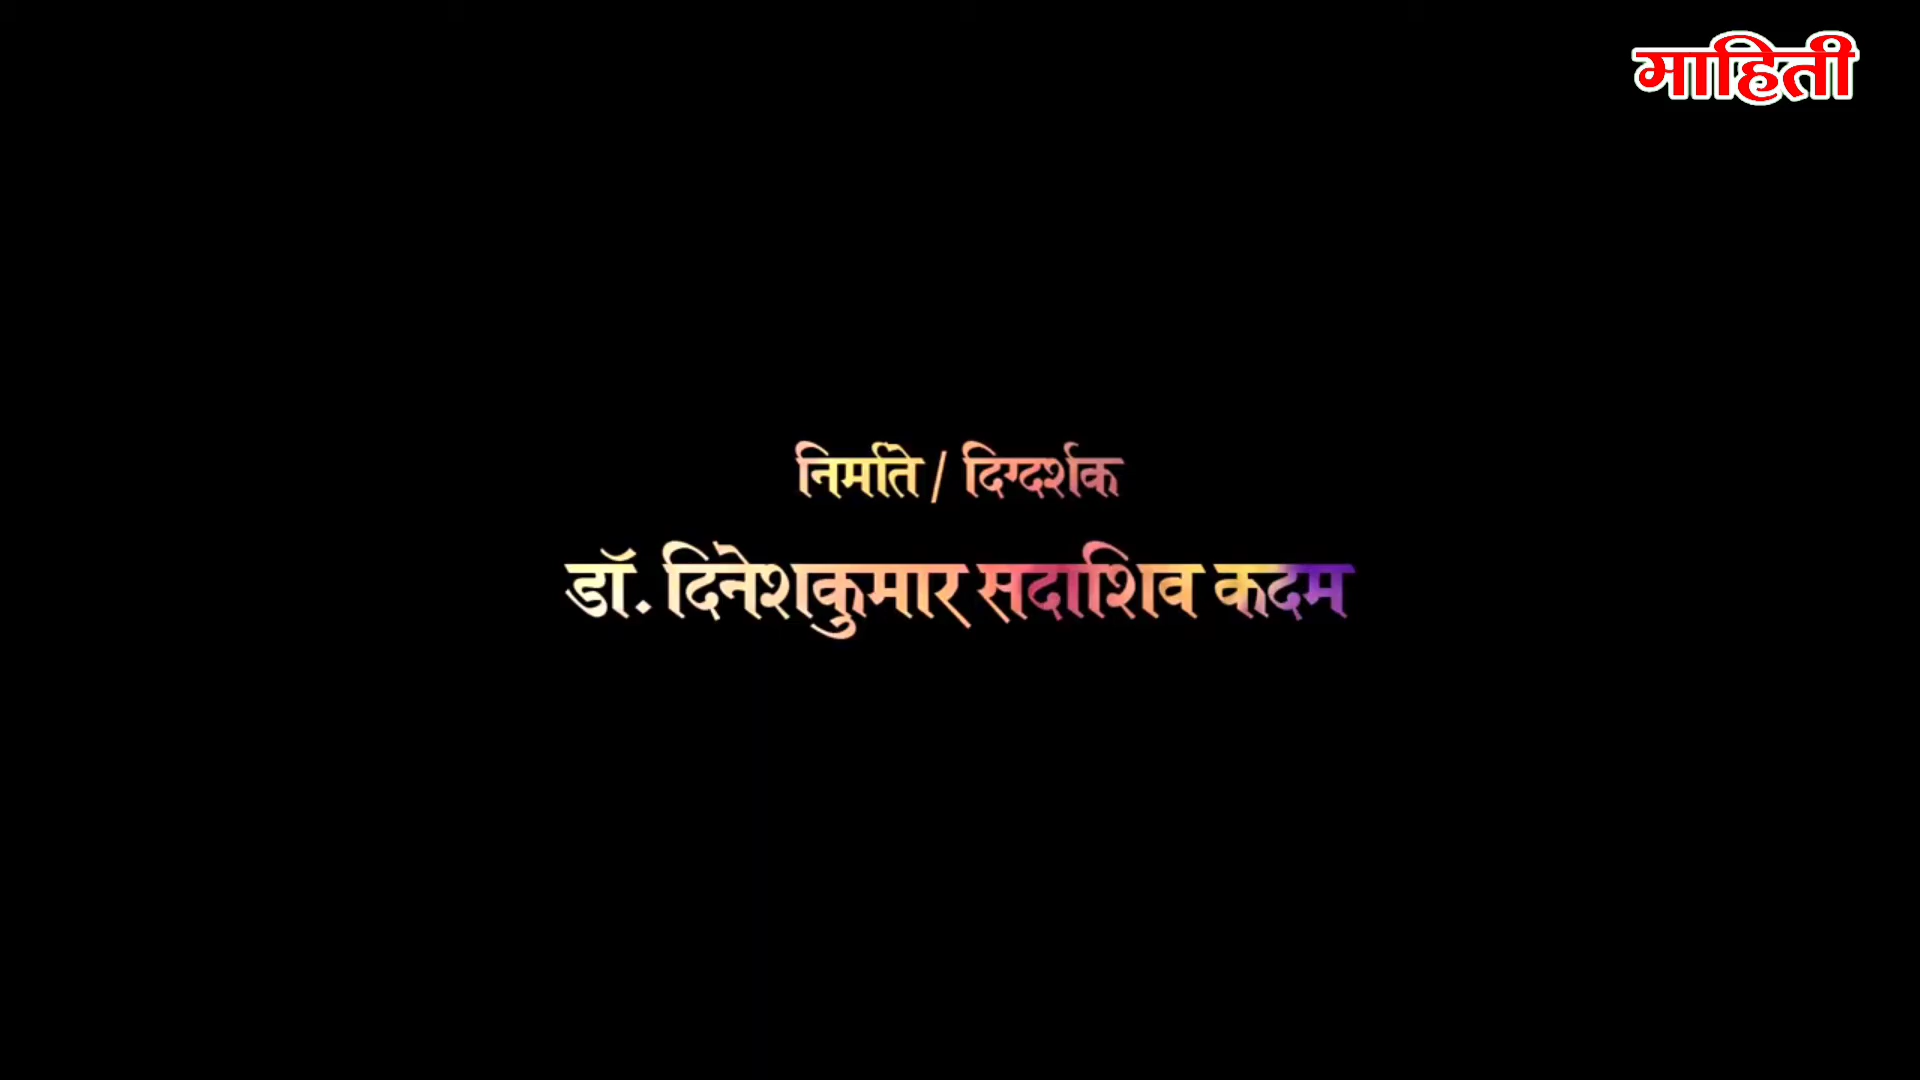 माहिती
निर्माते / दिग्दर्शक
डॉ. दिनेशकुमार सदाशिव कदम